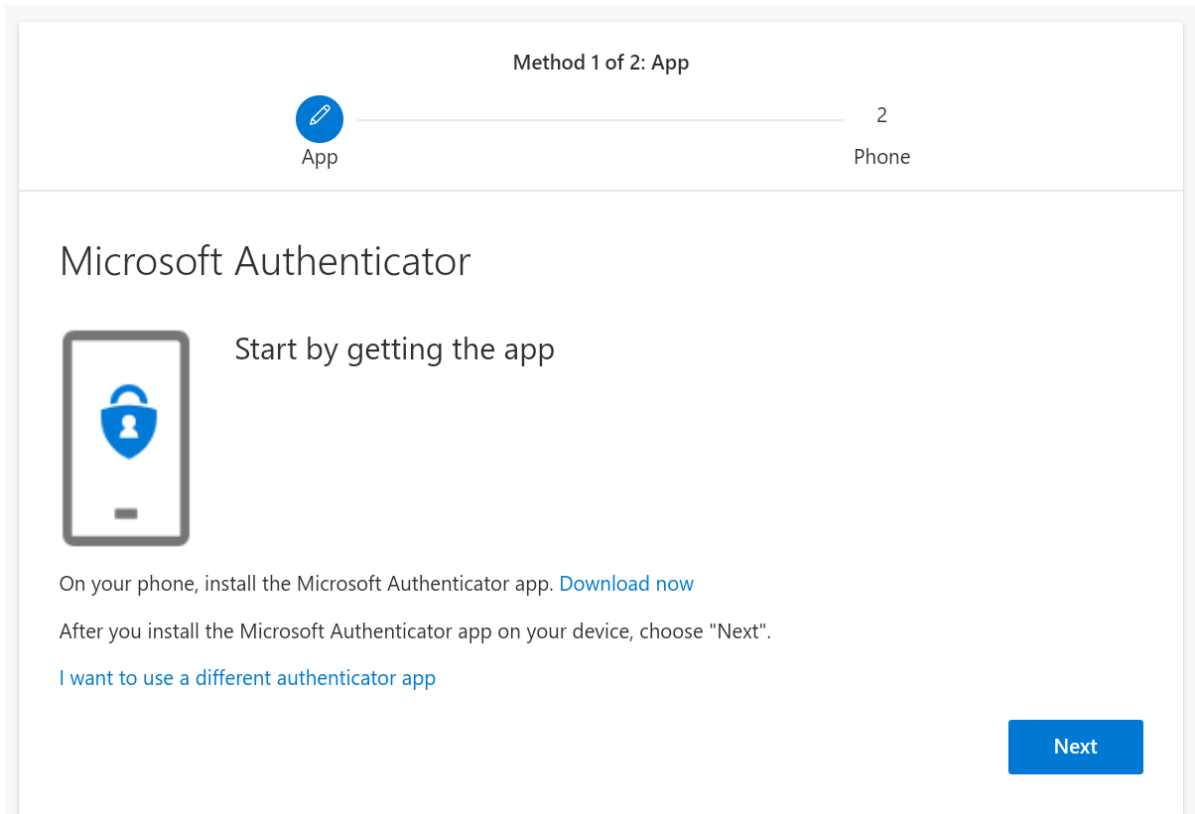 Method 1 of 2: App
App
2
Phone
Microsoft Authenticator
Start by getting the app
On your phone, install the Microsoft Authenticator app. Download now
After you install the Microsoft Authenticator app on your device, choose "Next".
I want to use a different authenticator app
Next